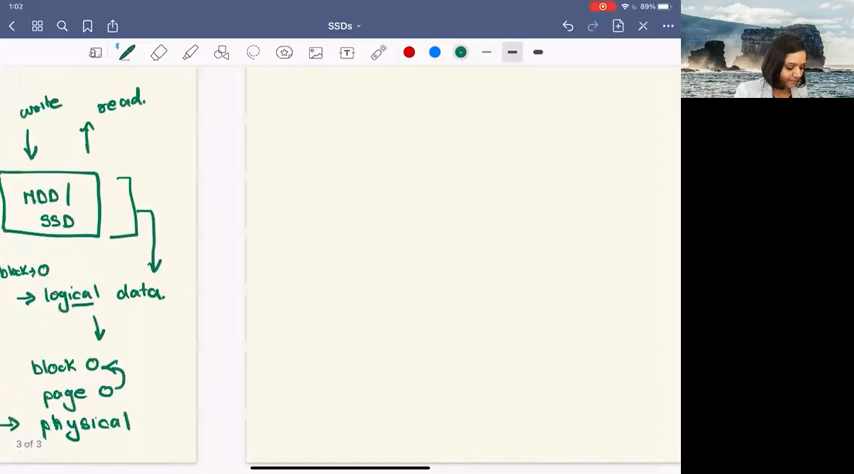 1:02
89%
SSDs
write read.
HDD |
SSD
block→0
→ logical data
block 0
page 0
→ physical
3 of 3